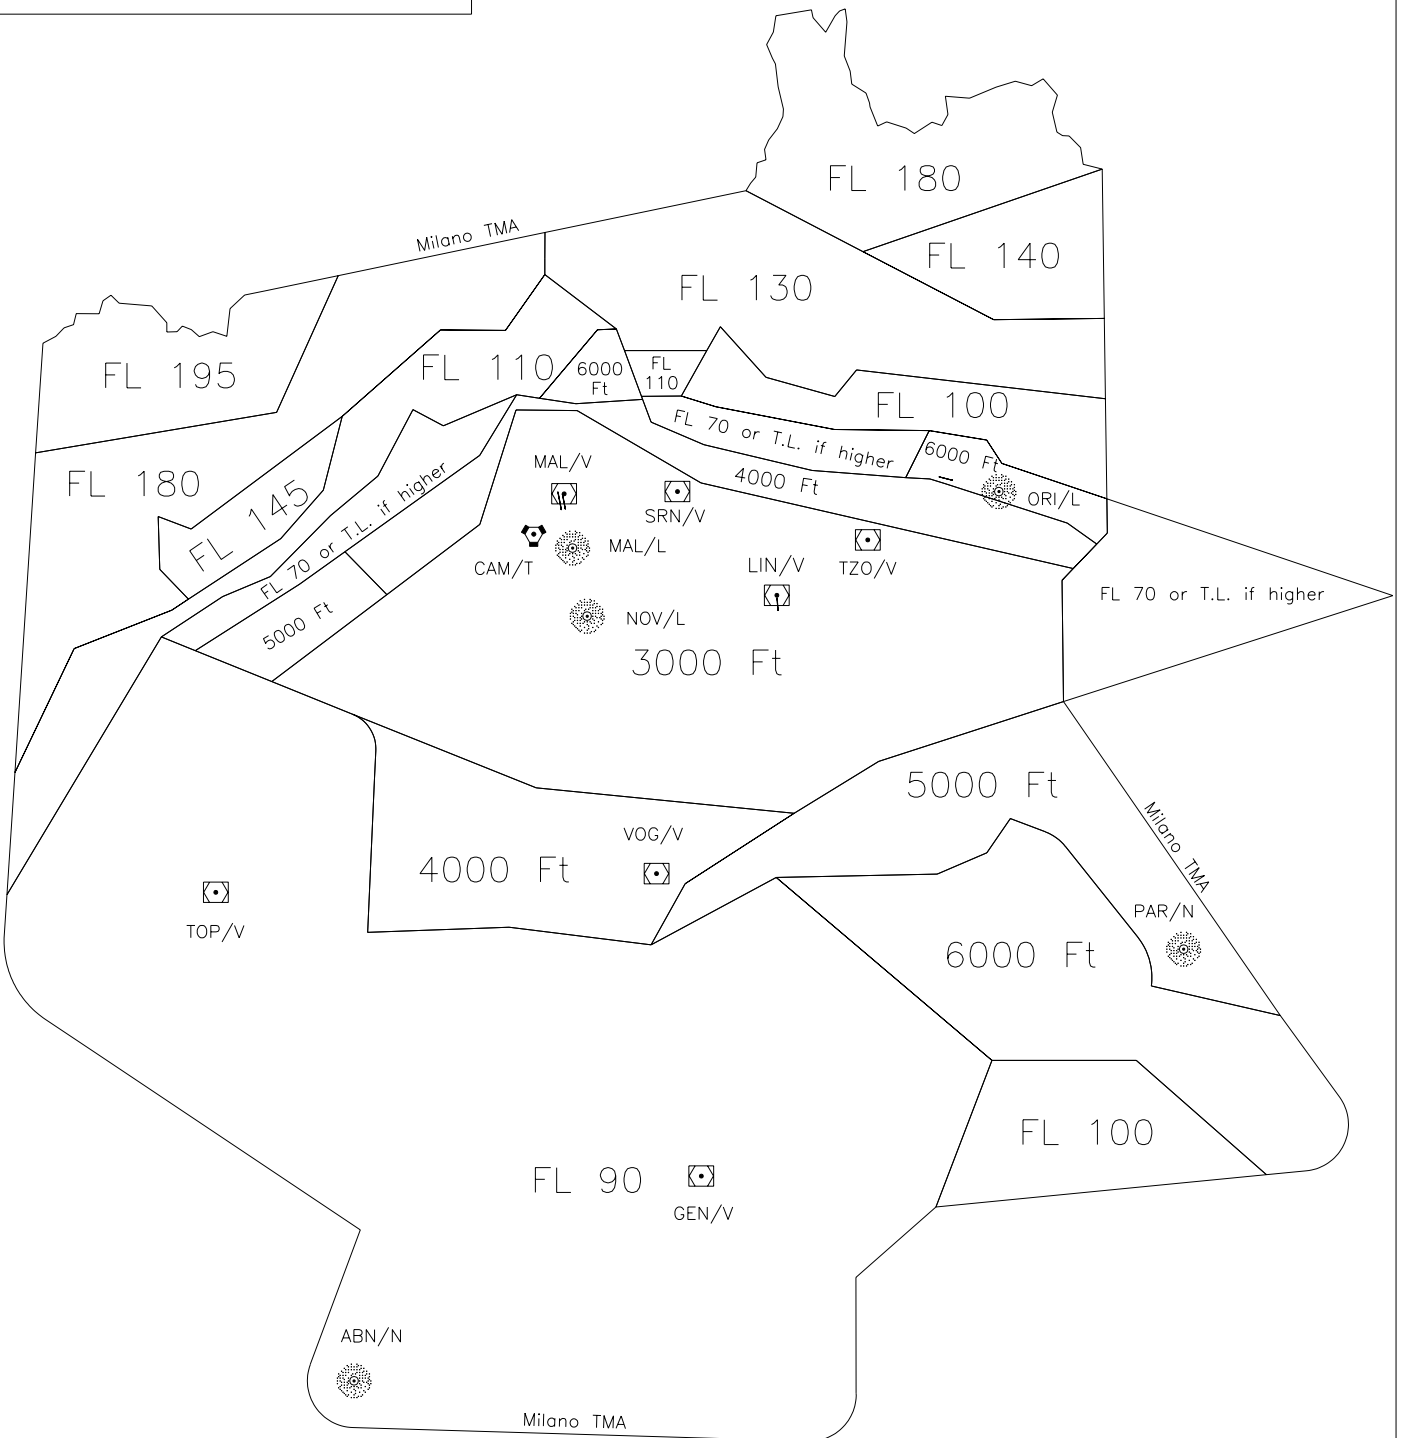 FL 180
Milano TMA
FL 140
FL 130
FL 195
FL 110
6000
Ft
FL
110
FL 100
FL 70 or T.L. if higher
6000 Ft
FL 180
MAL/V
4000 Ft
ORI/L
FL 145
SRN/V
MAL/L
CAM/T
LIN/V
TZO/V
FL 70 or T.L. if higher
FL 70 or T.L. if higher
5000 Ft
NOV/L
3000 Ft
5000 Ft
Milano TMA
VOG/V
4000 Ft
PAR/N
TOP/V
6000 Ft
FL 100
FL 90
GEN/V
ABN/N
Milano TMA